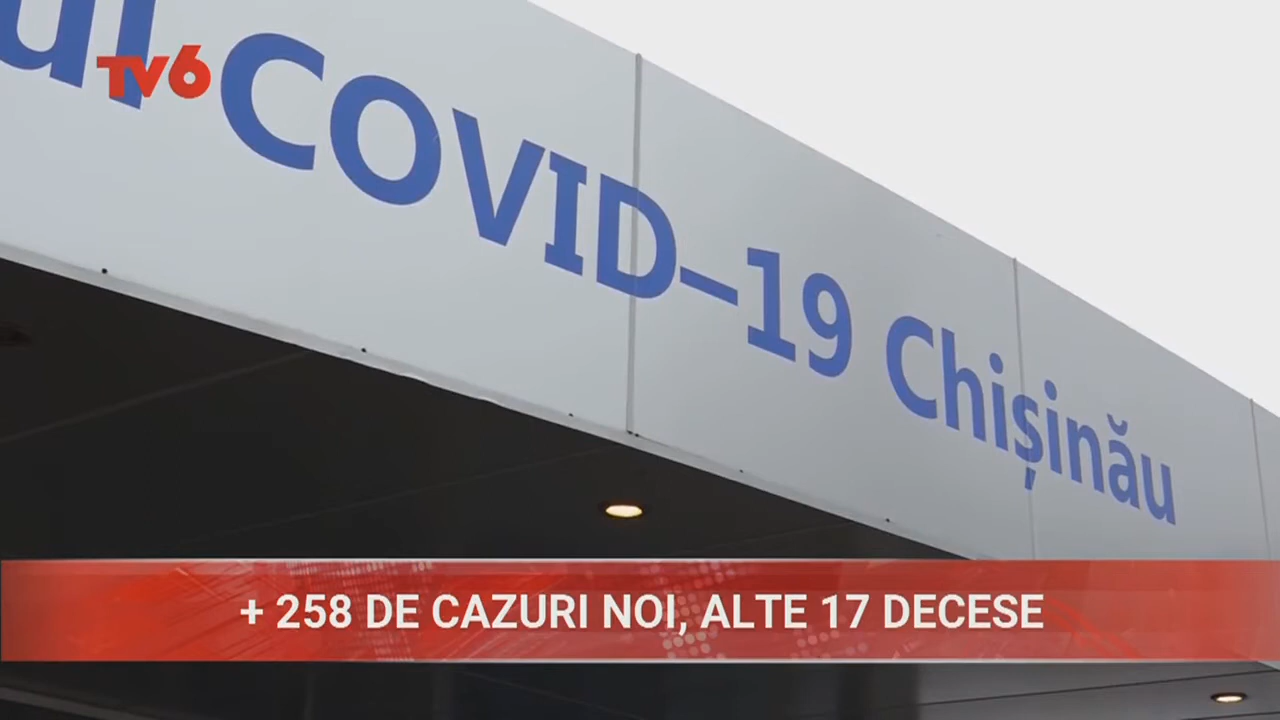 TV6
COVID–19 Chișinău
+ 258 DE CAZURI NOI, ALTE 17 DECESE